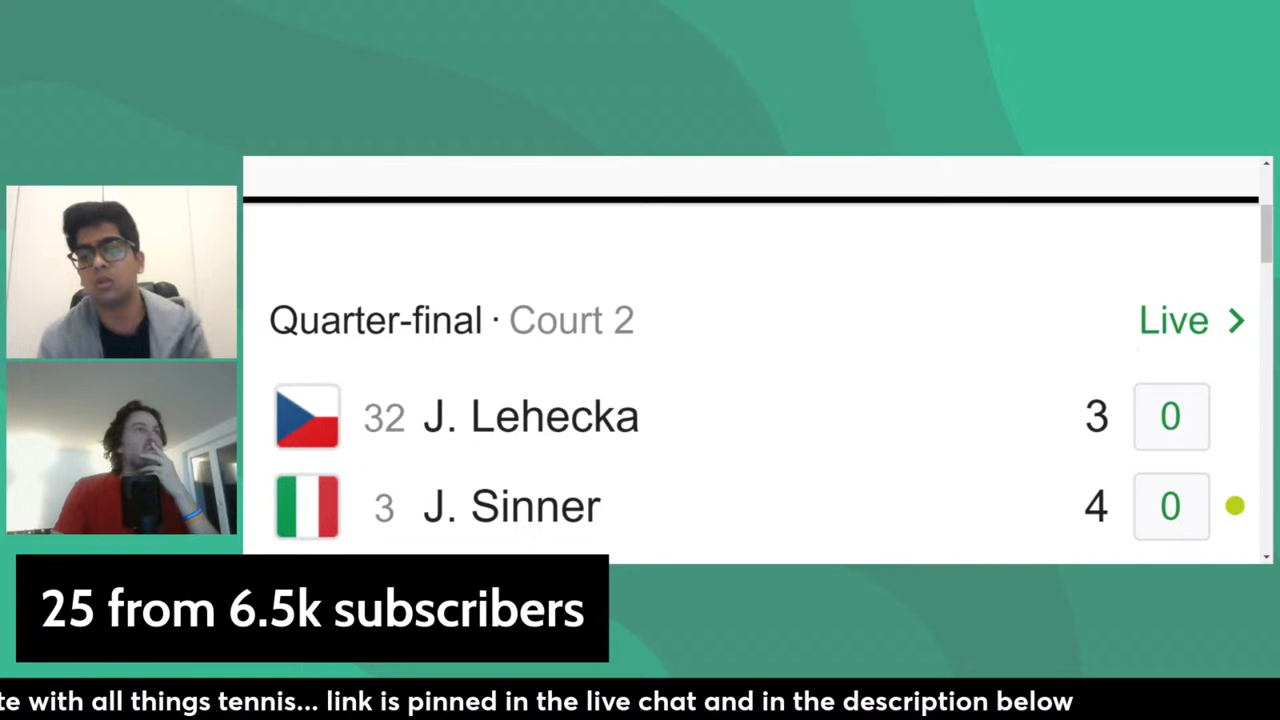 Quarter-final · Court 2 Live >
32 J. Lehecka 3 0
3 J. Sinner 4 0
25 from 6.5k subscribers
with all things tennis... link is pinned in the live chat and in the description below